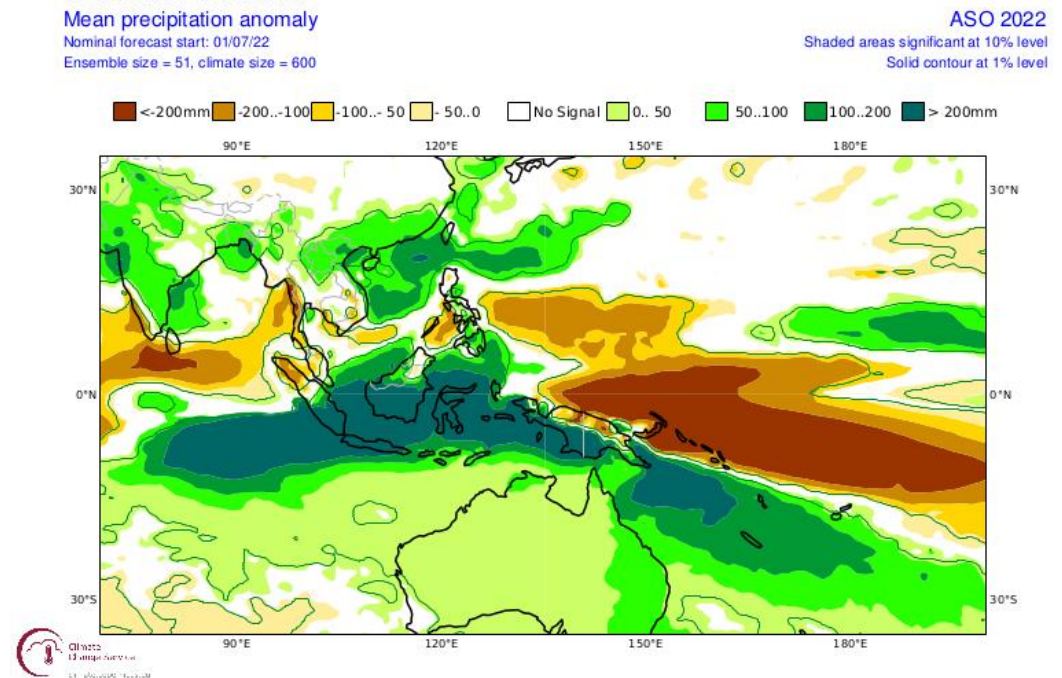 Mean precipitation anomaly
ASO 2022
Nominal forecast start: 01/07/22
Shaded areas significant at 10% level
Ensemble size = 51, climate size = 600
Solid contour at 1% level
<-200mm -200..-100 -100..- 50 - 50..0 No Signal 0.. 50 50..100 100..200 > 200mm
90°E 120°E 150°E 180°E
30°N 30°N
0°N 0°N
30°S 30°S
90°E 120°E 150°E 180°E
Climate
Change Service